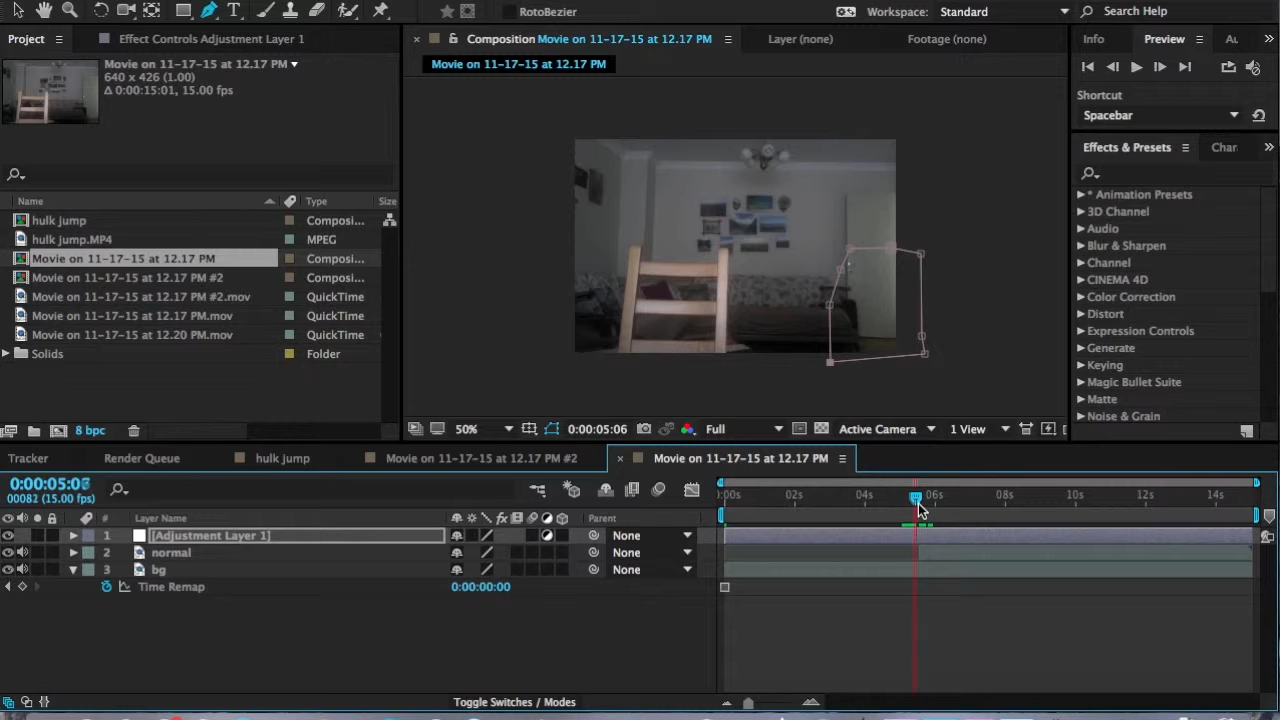 T
RotoBezier
Workspace: Standard
Search Help
Project
Effect Controls Adjustment Layer 1
Composition Movie on 11-17-15 at 12.17 PM
Layer (none)
Footage (none)
Info
Preview
Au
Movie on 11-17-15 at 12.17 PM
640 x 426 (1.00)
Δ 0:00:15:01, 15.00 fps
Movie on 11-17-15 at 12.17 PM
Shortcut
Spacebar
Effects & Presets
Char
Name
Type
Size
hulk jump
Composi...
hulk jump.MP4
MPEG
Movie on 11-17-15 at 12.17 PM
Composi...
Movie on 11-17-15 at 12.17 PM #2
Composi...
Movie on 11-17-15 at 12.17 PM #2.mov
QuickTime
Movie on 11-17-15 at 12.17 PM.mov
QuickTime
Movie on 11-17-15 at 12.20 PM.mov
QuickTime
Solids
Folder
* Animation Presets
3D Channel
Audio
Blur & Sharpen
Channel
CINEMA 4D
Color Correction
Distort
Expression Controls
Generate
Keying
Magic Bullet Suite
Matte
Noise & Grain
8 bpc
50%
0:00:05:06
Full
Active Camera
1 View
Tracker
Render Queue
hulk jump
Movie on 11-17-15 at 12.17 PM #2
Movie on 11-17-15 at 12.17 PM
0:00:05:06
00082 (15.00 fps)
:00s
02s
04s
06s
08s
10s
12s
14s
#
Layer Name
fx
Parent
1
[Adjustment Layer 1]
None
2
normal
None
3
bg
None
Time Remap
0:00:00:00
Toggle Switches / Modes